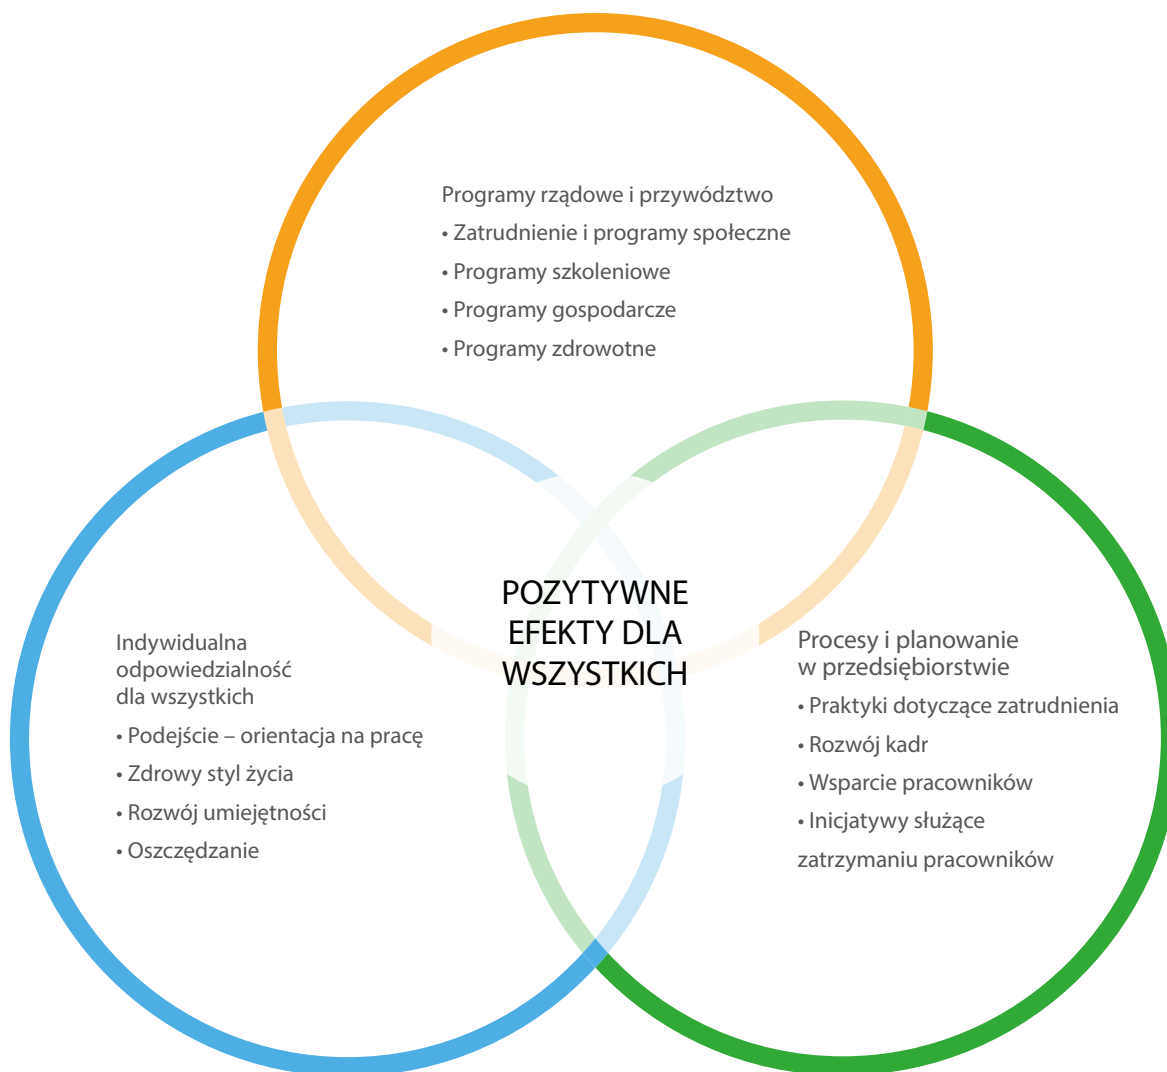 Programy rządowe i przywództwo
• Zatrudnienie i programy społeczne
• Programy szkoleniowe
• Programy gospodarcze
• Programy zdrowotne
POZYTYWNE
EFEKTY DLA
WSZYSTKICH
Indywidualna
odpowiedzialność
dla wszystkich
• Podejście – orientacja na pracę
• Zdrowy styl życia
• Rozwój umiejętności
• Oszczędzanie
Procesy i planowanie
w przedsiębiorstwie
• Praktyki dotyczące zatrudnienia
• Rozwój kadr
• Wsparcie pracowników
• Inicjatywy służące
zatrzymaniu pracowników